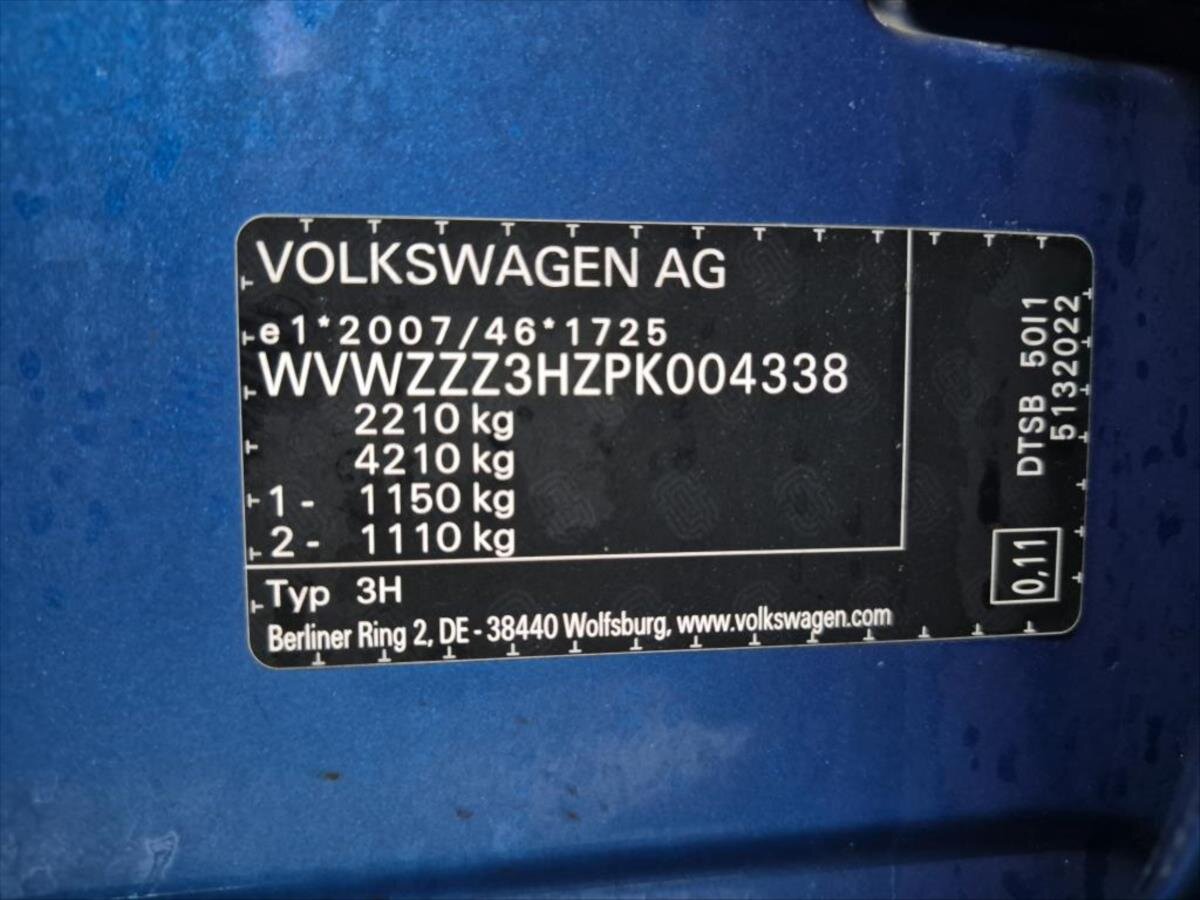 VOLKSWAGEN AG
e1*2007/46*1725
WVWZZZ3HZPK004338
2210 kg
4210 kg
1 - 1150 kg
2 - 1110 kg
Typ 3H
Berliner Ring 2, DE - 38440 Wolfsburg, www.volkswagen.com
DTSB 50I1
5132022
0,11